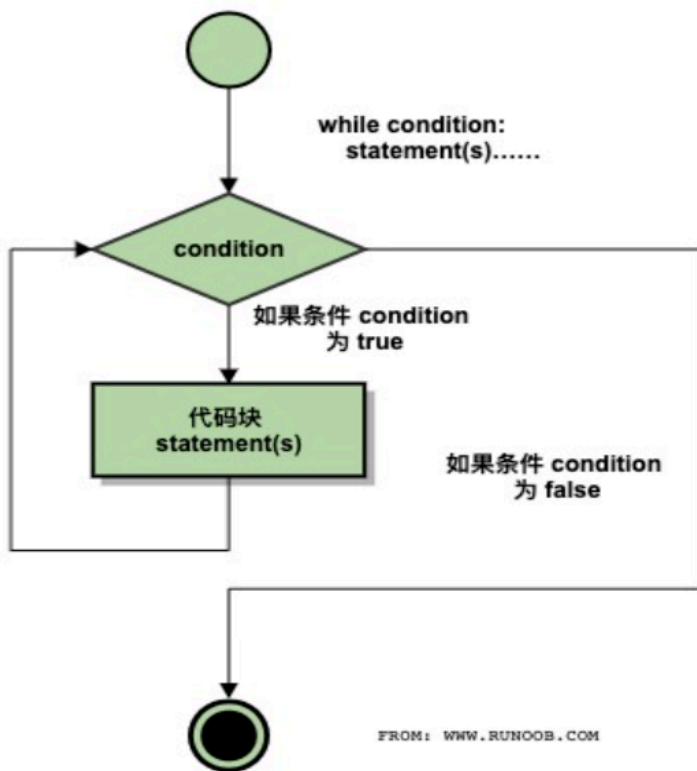 while condition:
statement(s)......
condition
如果条件 condition
为 true
代码块
statement(s)
如果条件 condition
为 false
FROM: WWW.RUNOOB.COM